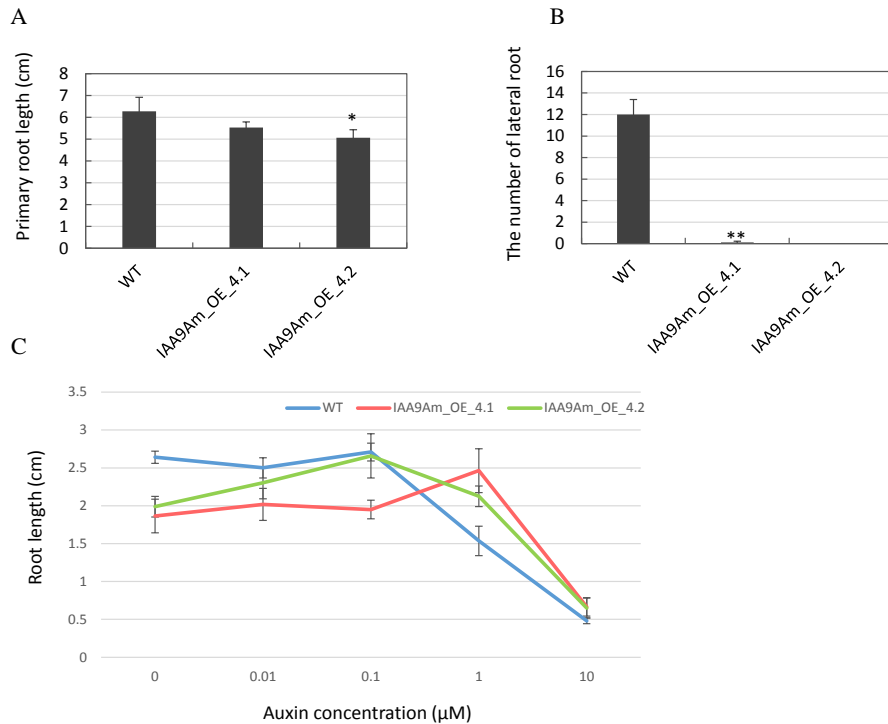 A
Primary root legth (cm)
8
7
6
5
4
3
2
1
0
*
WT
IAA9Am_OE_4.1
IAA9Am_OE_4.2
B
The number of lateral root
16
14
12
10
8
6
4
2
0
**
WT
IAA9Am_OE_4.1
IAA9Am_OE_4.2
C
WT IAA9Am_OE_4.1 IAA9Am_OE_4.2
Root length (cm)
3.5
3
2.5
2
1.5
1
0.5
0
0 0.01 0.1 1 10
Auxin concentration (μM)